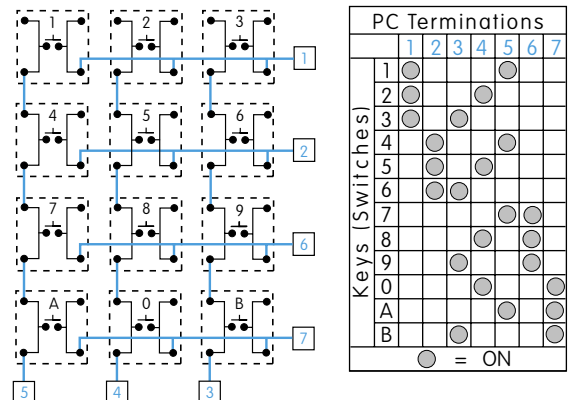 1 2 3
1
4 5 6
2
7 8 9
6
A 0 B
7
5 4 3
PC Terminations
1 2 3 4 5 6 7
Keys (Switches)
1
2
3
4
5
6
7
8
9
0
A
B
= ON